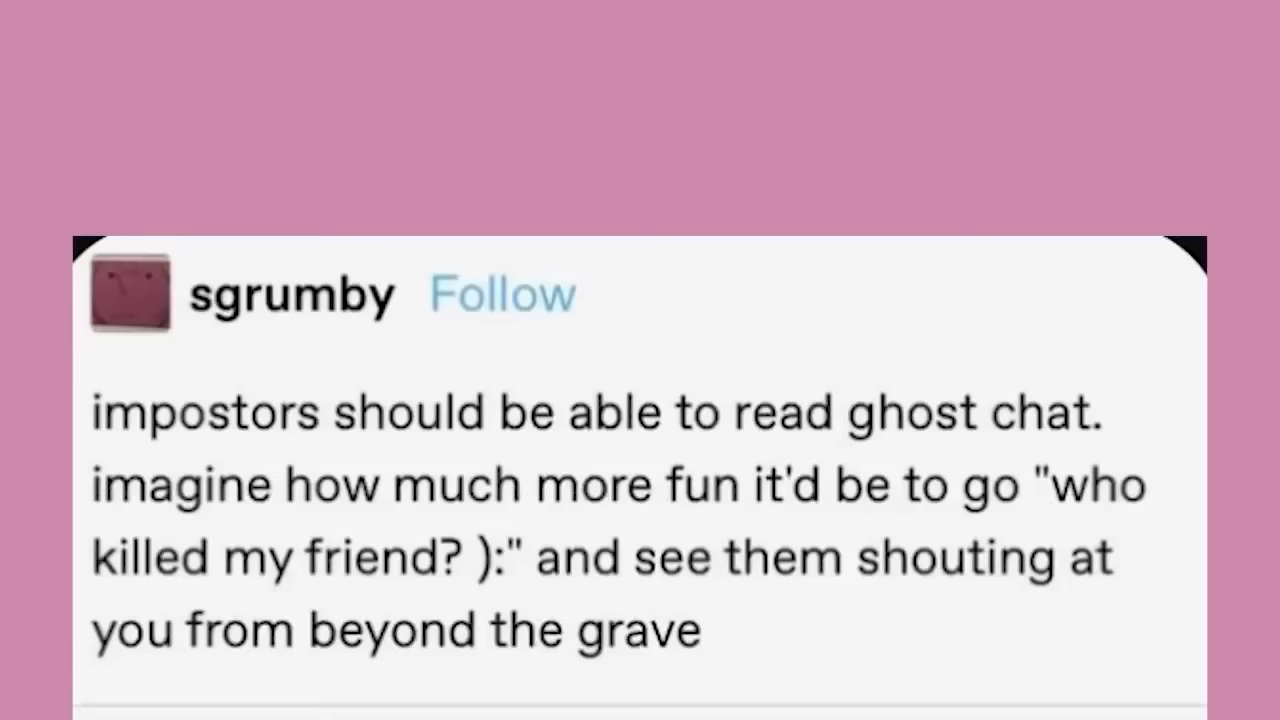 sgrumby Follow
impostors should be able to read ghost chat.
imagine how much more fun it'd be to go "who
killed my friend? ):" and see them shouting at
you from beyond the grave